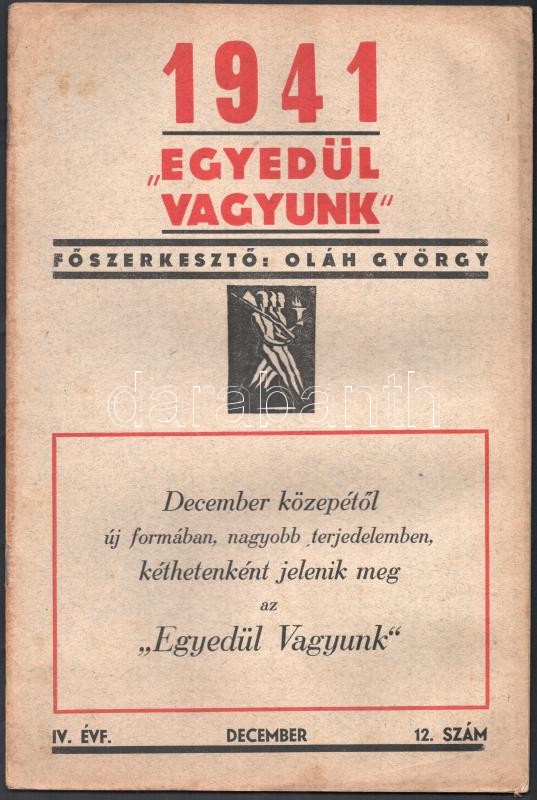 1941
„EGYEDÜL
VAGYUNK"
FŐSZERKESZTŐ: OLÁH GYÖRGY
darabanth
December közepétől
új formában, nagyobb terjedelemben,
kéthetenként jelenik meg
az
„Egyedül Vagyunk“
IV. ÉVF. DECEMBER 12. SZÁM